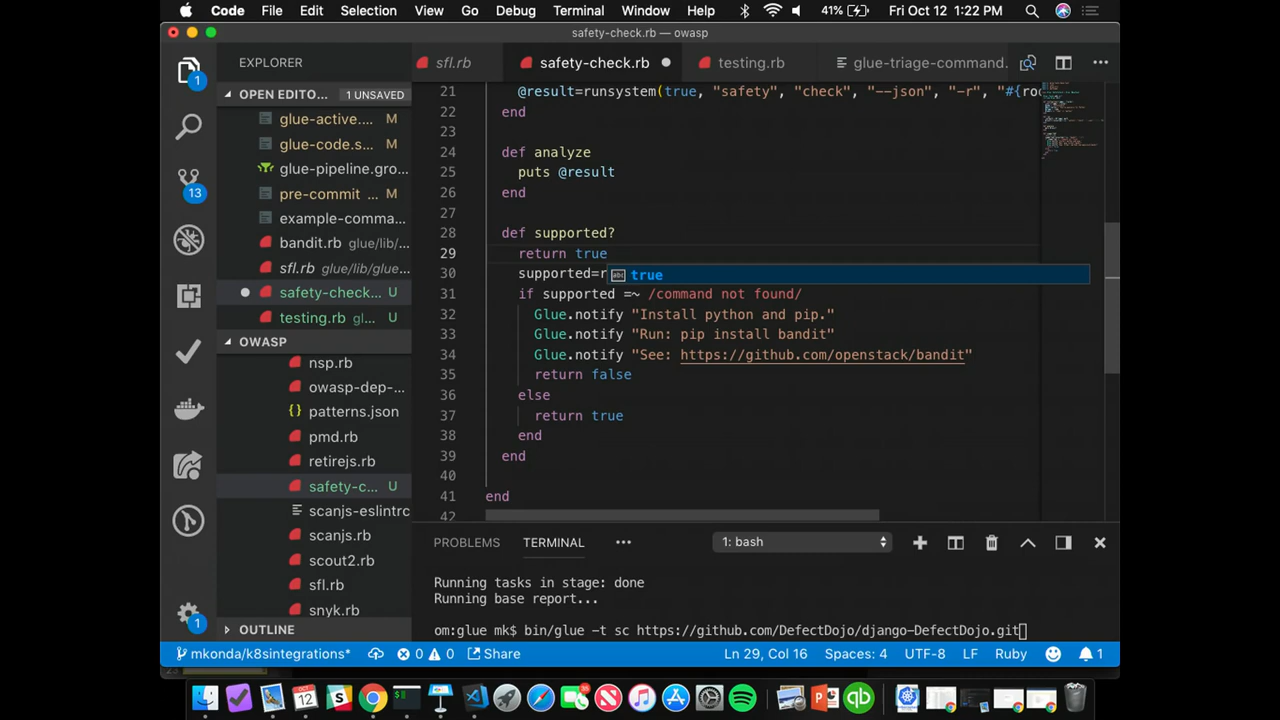 Code File Edit Selection View Go Debug Terminal Window Help 41% Fri Oct 12 1:22 PM
safety-check.rb — owasp
EXPLORER
sfl.rb safety-check.rb testing.rb glue-triage-command.
OPEN EDITO... 1 UNSAVED
glue-active.... M
glue-code.s... M
glue-pipeline.gro...
pre-commit ... M
example-comma...
bandit.rb glue/lib/...
sfl.rb glue/lib/glue...
safety-check... U
testing.rb gl... U
OWASP
nsp.rb
owasp-dep-...
patterns.json
pmd.rb
retirejs.rb
safety-c... U
scanjs-eslintrc
scanjs.rb
scout2.rb
sfl.rb
snyk.rb
OUTLINE
1
13
1
21 @result=runsystem(true, "safety", "check", "--json", "-r", "#{roo
22 end
23
24 def analyze
25 puts @result
26 end
27
28 def supported?
29 return true
30 supported=r
abc true
31 if supported =~ /command not found/
32 Glue.notify "Install python and pip."
33 Glue.notify "Run: pip install bandit"
34 Glue.notify "See: https://github.com/openstack/bandit"
35 return false
36 else
37 return true
38 end
39 end
40
41 end
42
PROBLEMS TERMINAL ... 1: bash
Running tasks in stage: done
Running base report...
om:glue mk$ bin/glue -t sc https://github.com/DefectDojo/django-DefectDojo.git
mkonda/k8sintegrations* 0 0 Share Ln 29, Col 16 Spaces: 4 UTF-8 LF Ruby 1